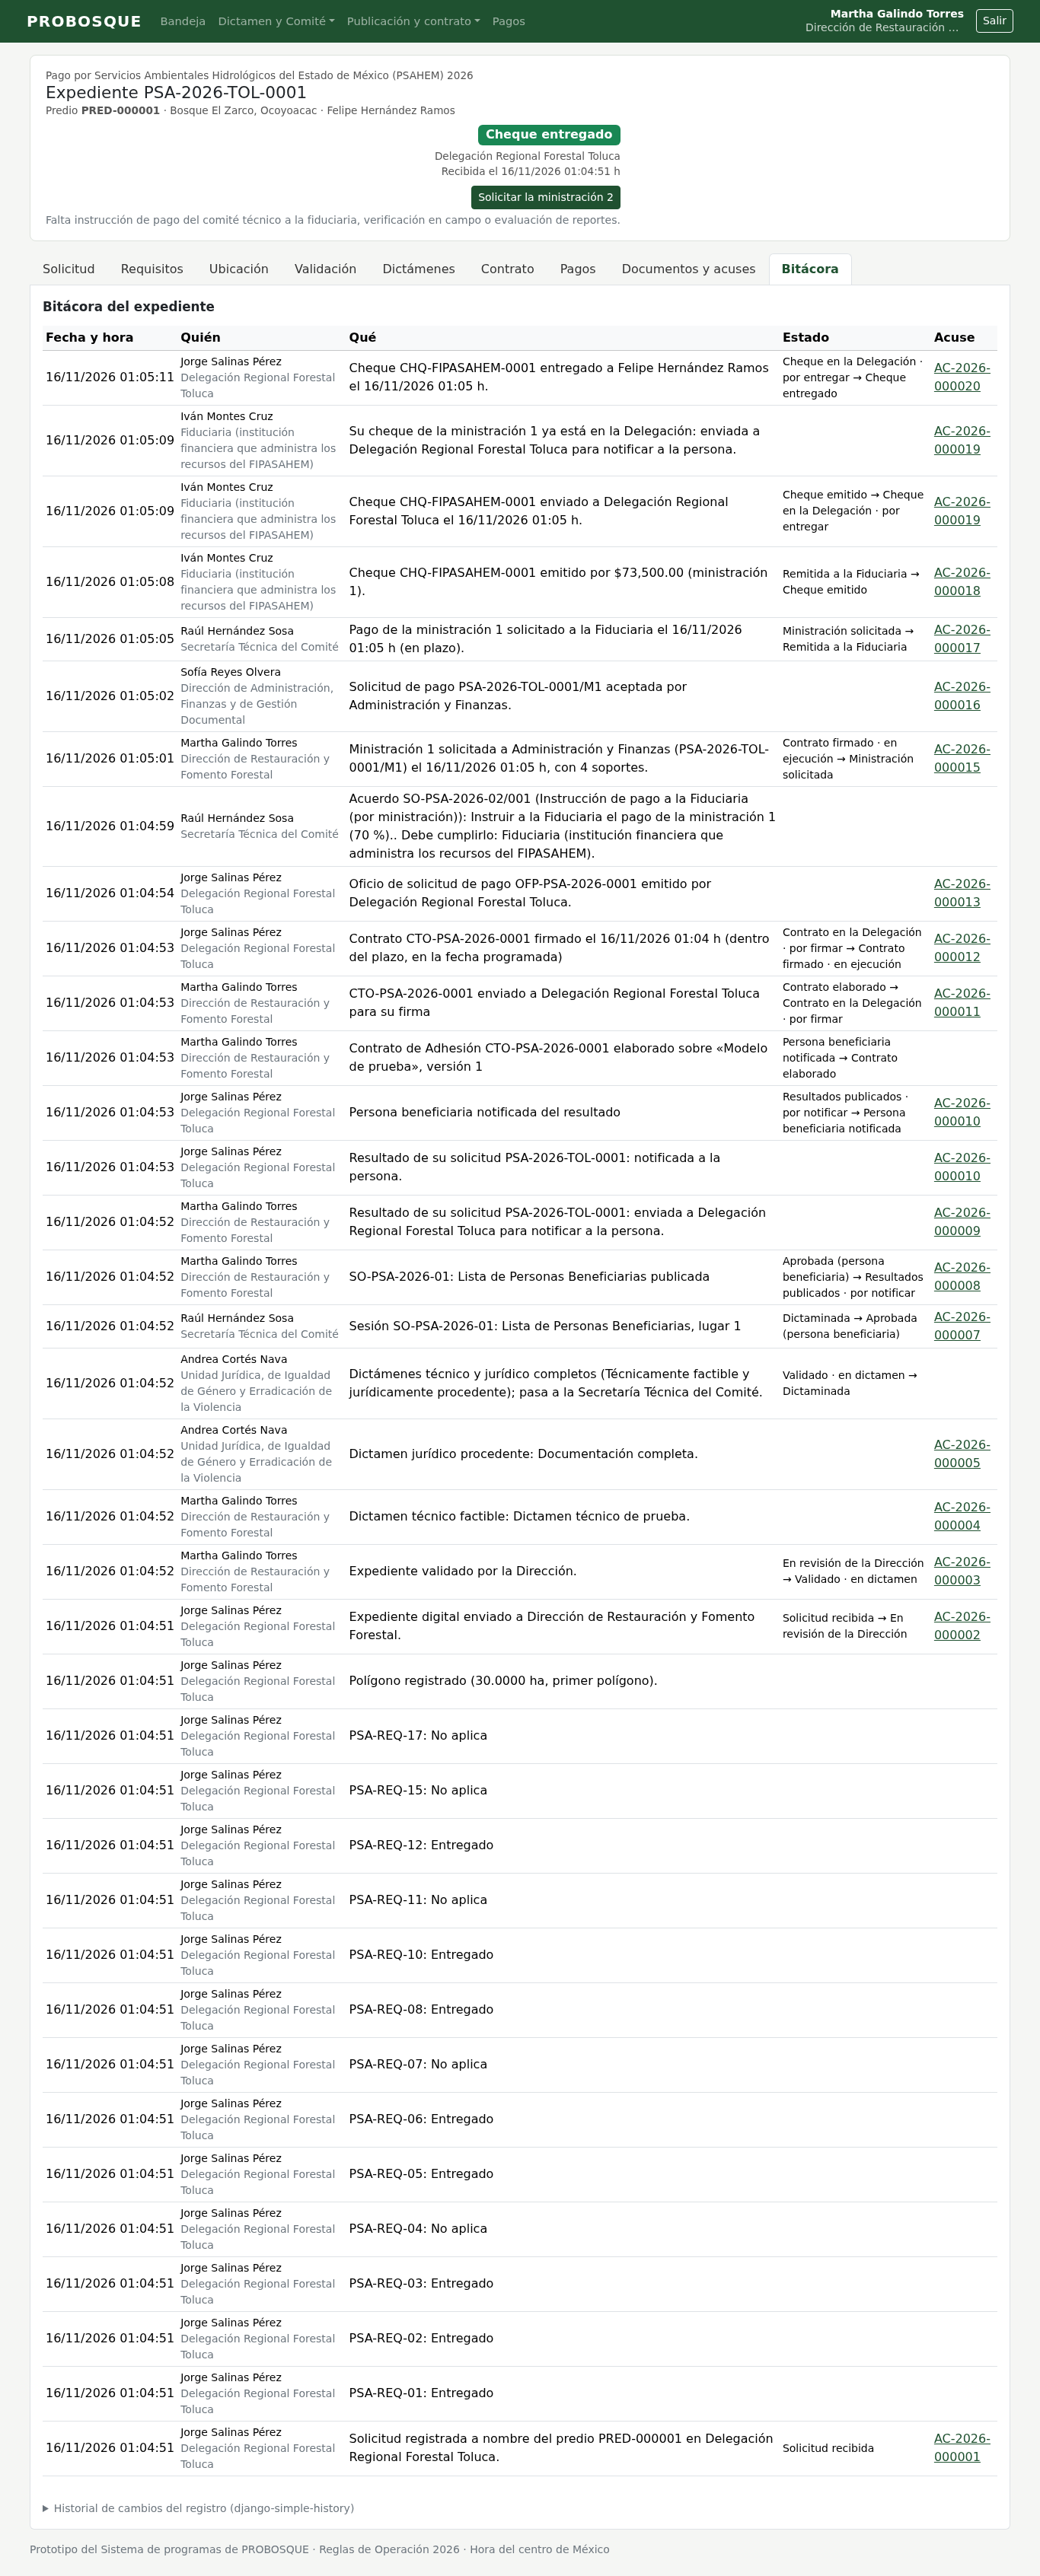 PROBOSQUE Bandeja Dictamen y Comité Publicación y contrato Pagos
Martha Galindo Torres
Dirección de Restauración ...
Salir
Pago por Servicios Ambientales Hidrológicos del Estado de México (PSAHEM) 2026
Expediente PSA-2026-TOL-0001
Predio PRED-000001 · Bosque El Zarco, Ocoyoacac · Felipe Hernández Ramos
Cheque entregado
Delegación Regional Forestal Toluca
Recibida el 16/11/2026 01:04:51 h
Solicitar la ministración 2
Falta instrucción de pago del comité técnico a la fiduciaria, verificación en campo o evaluación de reportes.
Solicitud Requisitos Ubicación Validación Dictámenes Contrato Pagos Documentos y acuses Bitácora
Bitácora del expediente
Fecha y hora Quién Qué Estado Acuse
16/11/2026 01:05:11
Jorge Salinas Pérez
Delegación Regional Forestal
Toluca
Cheque CHQ-FIPASAHEM-0001 entregado a Felipe Hernández Ramos
el 16/11/2026 01:05 h.
Cheque en la Delegación ·
por entregar → Cheque
entregado
AC-2026-
000020
16/11/2026 01:05:09
Iván Montes Cruz
Fiduciaria (institución
financiera que administra los
recursos del FIPASAHEM)
Su cheque de la ministración 1 ya está en la Delegación: enviada a
Delegación Regional Forestal Toluca para notificar a la persona.
AC-2026-
000019
16/11/2026 01:05:09
Iván Montes Cruz
Fiduciaria (institución
financiera que administra los
recursos del FIPASAHEM)
Cheque CHQ-FIPASAHEM-0001 enviado a Delegación Regional
Forestal Toluca el 16/11/2026 01:05 h.
Cheque emitido → Cheque
en la Delegación · por
entregar
AC-2026-
000019
16/11/2026 01:05:08
Iván Montes Cruz
Fiduciaria (institución
financiera que administra los
recursos del FIPASAHEM)
Cheque CHQ-FIPASAHEM-0001 emitido por $73,500.00 (ministración
1).
Remitida a la Fiduciaria →
Cheque emitido
AC-2026-
000018
16/11/2026 01:05:05
Raúl Hernández Sosa
Secretaría Técnica del Comité
Pago de la ministración 1 solicitado a la Fiduciaria el 16/11/2026
01:05 h (en plazo).
Ministración solicitada →
Remitida a la Fiduciaria
AC-2026-
000017
16/11/2026 01:05:02
Sofía Reyes Olvera
Dirección de Administración,
Finanzas y de Gestión
Documental
Solicitud de pago PSA-2026-TOL-0001/M1 aceptada por
Administración y Finanzas.
AC-2026-
000016
16/11/2026 01:05:01
Martha Galindo Torres
Dirección de Restauración y
Fomento Forestal
Ministración 1 solicitada a Administración y Finanzas (PSA-2026-TOL-
0001/M1) el 16/11/2026 01:05 h, con 4 soportes.
Contrato firmado · en
ejecución → Ministración
solicitada
AC-2026-
000015
16/11/2026 01:04:59
Raúl Hernández Sosa
Secretaría Técnica del Comité
Acuerdo SO-PSA-2026-02/001 (Instrucción de pago a la Fiduciaria
(por ministración)): Instruir a la Fiduciaria el pago de la ministración 1
(70 %).. Debe cumplirlo: Fiduciaria (institución financiera que
administra los recursos del FIPASAHEM).
16/11/2026 01:04:54
Jorge Salinas Pérez
Delegación Regional Forestal
Toluca
Oficio de solicitud de pago OFP-PSA-2026-0001 emitido por
Delegación Regional Forestal Toluca.
AC-2026-
000013
16/11/2026 01:04:53
Jorge Salinas Pérez
Delegación Regional Forestal
Toluca
Contrato CTO-PSA-2026-0001 firmado el 16/11/2026 01:04 h (dentro
del plazo, en la fecha programada)
Contrato en la Delegación
· por firmar → Contrato
firmado · en ejecución
AC-2026-
000012
16/11/2026 01:04:53
Martha Galindo Torres
Dirección de Restauración y
Fomento Forestal
CTO-PSA-2026-0001 enviado a Delegación Regional Forestal Toluca
para su firma
Contrato elaborado →
Contrato en la Delegación
· por firmar
AC-2026-
000011
16/11/2026 01:04:53
Martha Galindo Torres
Dirección de Restauración y
Fomento Forestal
Contrato de Adhesión CTO-PSA-2026-0001 elaborado sobre «Modelo
de prueba», versión 1
Persona beneficiaria
notificada → Contrato
elaborado
16/11/2026 01:04:53
Jorge Salinas Pérez
Delegación Regional Forestal
Toluca
Persona beneficiaria notificada del resultado
Resultados publicados ·
por notificar → Persona
beneficiaria notificada
AC-2026-
000010
16/11/2026 01:04:53
Jorge Salinas Pérez
Delegación Regional Forestal
Toluca
Resultado de su solicitud PSA-2026-TOL-0001: notificada a la
persona.
AC-2026-
000010
16/11/2026 01:04:52
Martha Galindo Torres
Dirección de Restauración y
Fomento Forestal
Resultado de su solicitud PSA-2026-TOL-0001: enviada a Delegación
Regional Forestal Toluca para notificar a la persona.
AC-2026-
000009
16/11/2026 01:04:52
Martha Galindo Torres
Dirección de Restauración y
Fomento Forestal
SO-PSA-2026-01: Lista de Personas Beneficiarias publicada
Aprobada (persona
beneficiaria) → Resultados
publicados · por notificar
AC-2026-
000008
16/11/2026 01:04:52
Raúl Hernández Sosa
Secretaría Técnica del Comité
Sesión SO-PSA-2026-01: Lista de Personas Beneficiarias, lugar 1
Dictaminada → Aprobada
(persona beneficiaria)
AC-2026-
000007
16/11/2026 01:04:52
Andrea Cortés Nava
Unidad Jurídica, de Igualdad
de Género y Erradicación de
la Violencia
Dictámenes técnico y jurídico completos (Técnicamente factible y
jurídicamente procedente); pasa a la Secretaría Técnica del Comité.
Validado · en dictamen →
Dictaminada
16/11/2026 01:04:52
Andrea Cortés Nava
Unidad Jurídica, de Igualdad
de Género y Erradicación de
la Violencia
Dictamen jurídico procedente: Documentación completa.
AC-2026-
000005
16/11/2026 01:04:52
Martha Galindo Torres
Dirección de Restauración y
Fomento Forestal
Dictamen técnico factible: Dictamen técnico de prueba.
AC-2026-
000004
16/11/2026 01:04:52
Martha Galindo Torres
Dirección de Restauración y
Fomento Forestal
Expediente validado por la Dirección.
En revisión de la Dirección
→ Validado · en dictamen
AC-2026-
000003
16/11/2026 01:04:51
Jorge Salinas Pérez
Delegación Regional Forestal
Toluca
Expediente digital enviado a Dirección de Restauración y Fomento
Forestal.
Solicitud recibida → En
revisión de la Dirección
AC-2026-
000002
16/11/2026 01:04:51
Jorge Salinas Pérez
Delegación Regional Forestal
Toluca
Polígono registrado (30.0000 ha, primer polígono).
16/11/2026 01:04:51
Jorge Salinas Pérez
Delegación Regional Forestal
Toluca
PSA-REQ-17: No aplica
16/11/2026 01:04:51
Jorge Salinas Pérez
Delegación Regional Forestal
Toluca
PSA-REQ-15: No aplica
16/11/2026 01:04:51
Jorge Salinas Pérez
Delegación Regional Forestal
Toluca
PSA-REQ-12: Entregado
16/11/2026 01:04:51
Jorge Salinas Pérez
Delegación Regional Forestal
Toluca
PSA-REQ-11: No aplica
16/11/2026 01:04:51
Jorge Salinas Pérez
Delegación Regional Forestal
Toluca
PSA-REQ-10: Entregado
16/11/2026 01:04:51
Jorge Salinas Pérez
Delegación Regional Forestal
Toluca
PSA-REQ-08: Entregado
16/11/2026 01:04:51
Jorge Salinas Pérez
Delegación Regional Forestal
Toluca
PSA-REQ-07: No aplica
16/11/2026 01:04:51
Jorge Salinas Pérez
Delegación Regional Forestal
Toluca
PSA-REQ-06: Entregado
16/11/2026 01:04:51
Jorge Salinas Pérez
Delegación Regional Forestal
Toluca
PSA-REQ-05: Entregado
16/11/2026 01:04:51
Jorge Salinas Pérez
Delegación Regional Forestal
Toluca
PSA-REQ-04: No aplica
16/11/2026 01:04:51
Jorge Salinas Pérez
Delegación Regional Forestal
Toluca
PSA-REQ-03: Entregado
16/11/2026 01:04:51
Jorge Salinas Pérez
Delegación Regional Forestal
Toluca
PSA-REQ-02: Entregado
16/11/2026 01:04:51
Jorge Salinas Pérez
Delegación Regional Forestal
Toluca
PSA-REQ-01: Entregado
16/11/2026 01:04:51
Jorge Salinas Pérez
Delegación Regional Forestal
Toluca
Solicitud registrada a nombre del predio PRED-000001 en Delegación
Regional Forestal Toluca.
Solicitud recibida
AC-2026-
000001
Historial de cambios del registro (django-simple-history)
Prototipo del Sistema de programas de PROBOSQUE · Reglas de Operación 2026 · Hora del centro de México